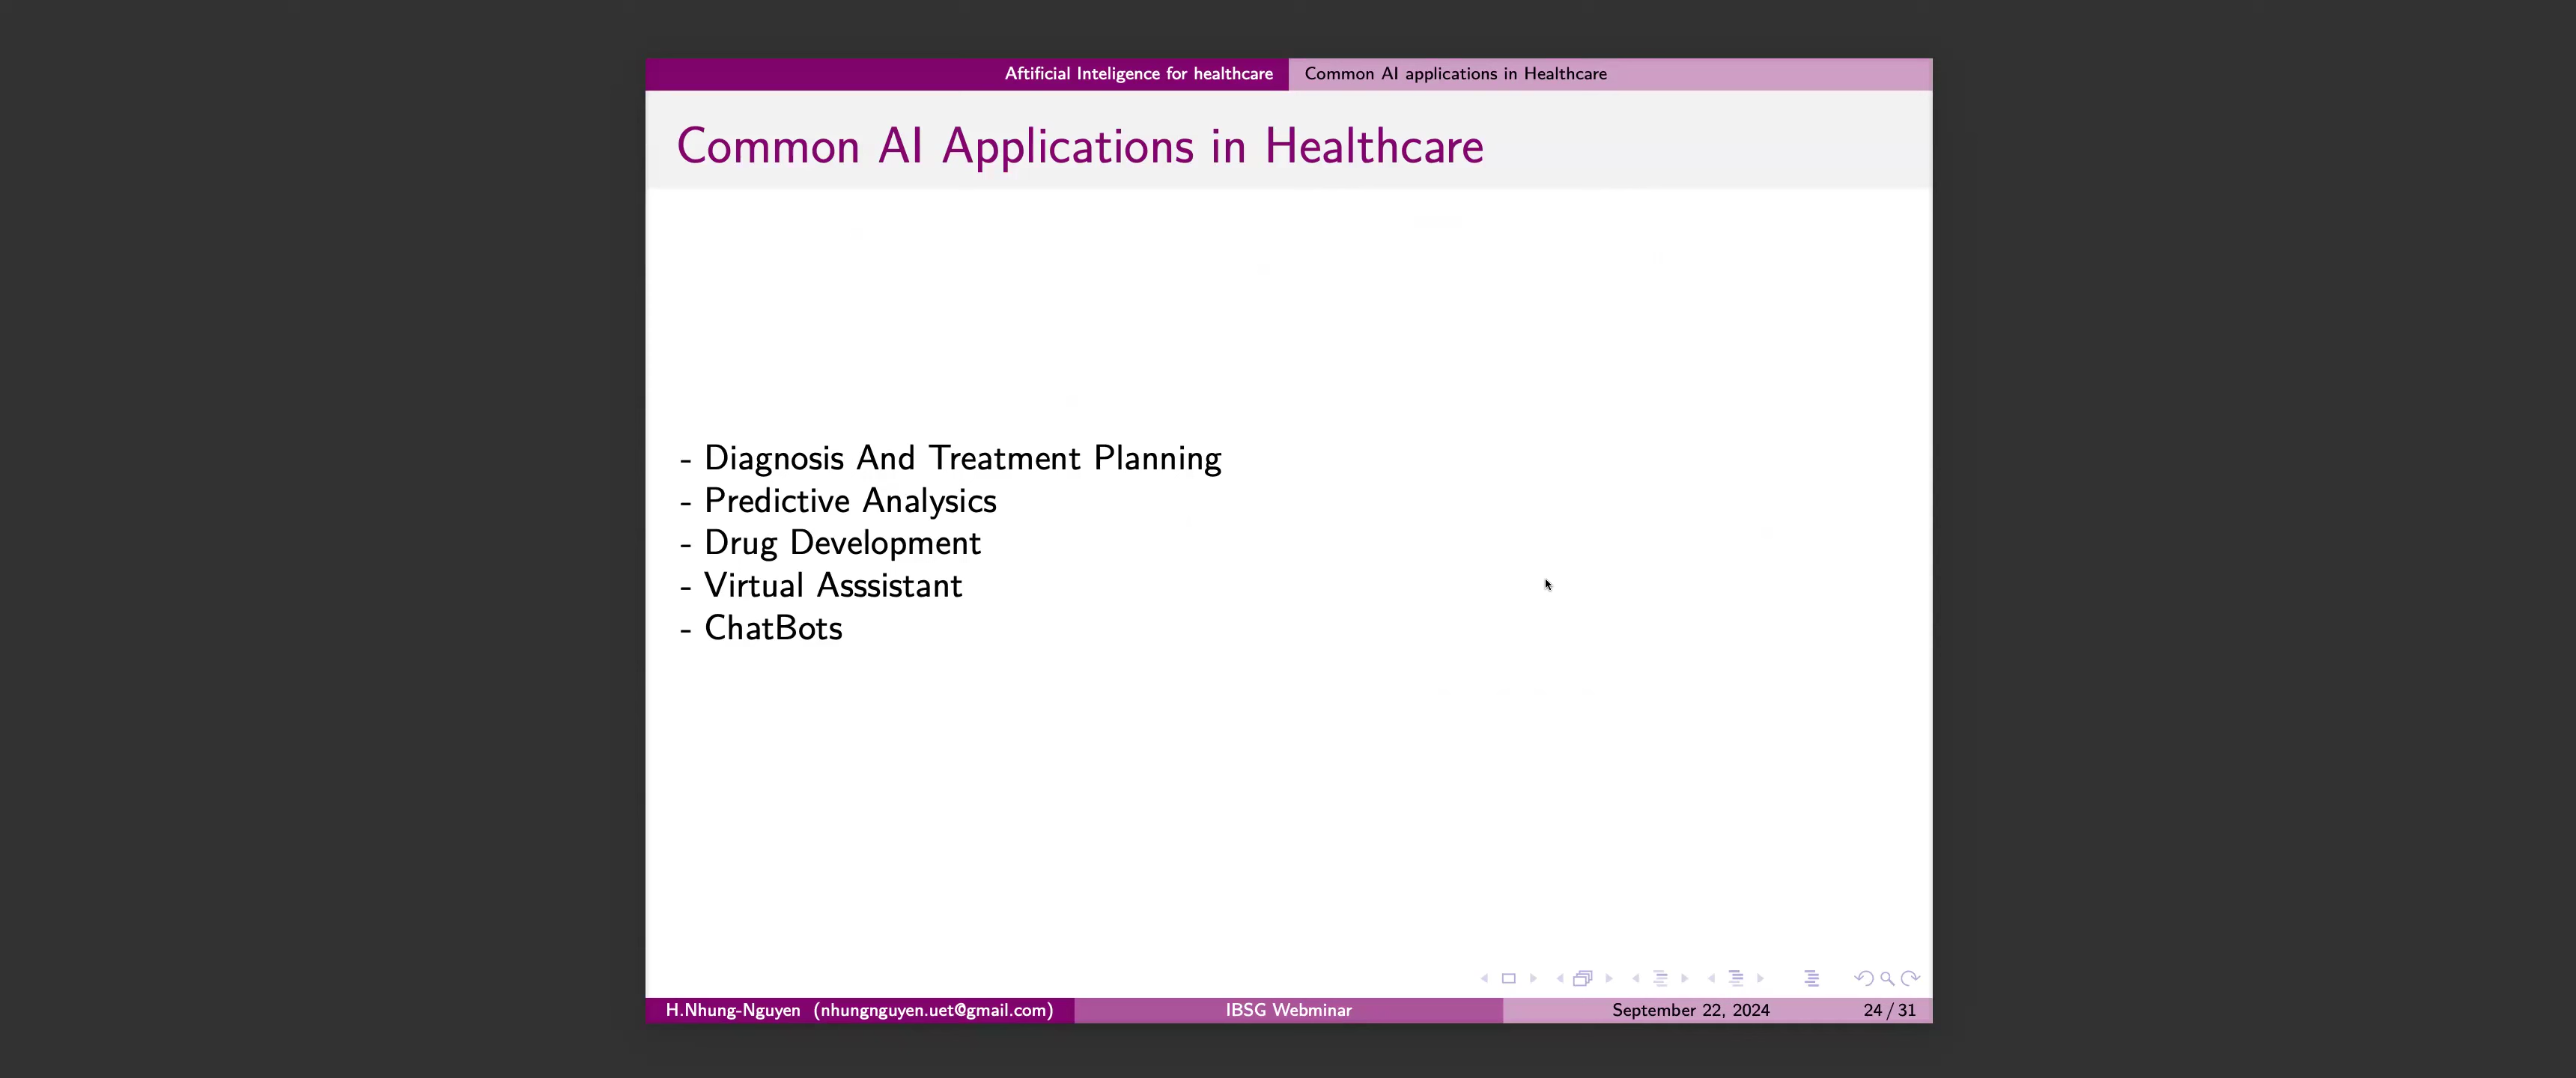 Aftificial Inteligence for healthcare Common AI applications in Healthcare
Common AI Applications in Healthcare
- Diagnosis And Treatment Planning
- Predictive Analysics
- Drug Development
- Virtual Asssistant
- ChatBots
H.Nhung-Nguyen (nhungnguyen.uet@gmail.com) IBSG Webminar September 22, 2024 24 / 31